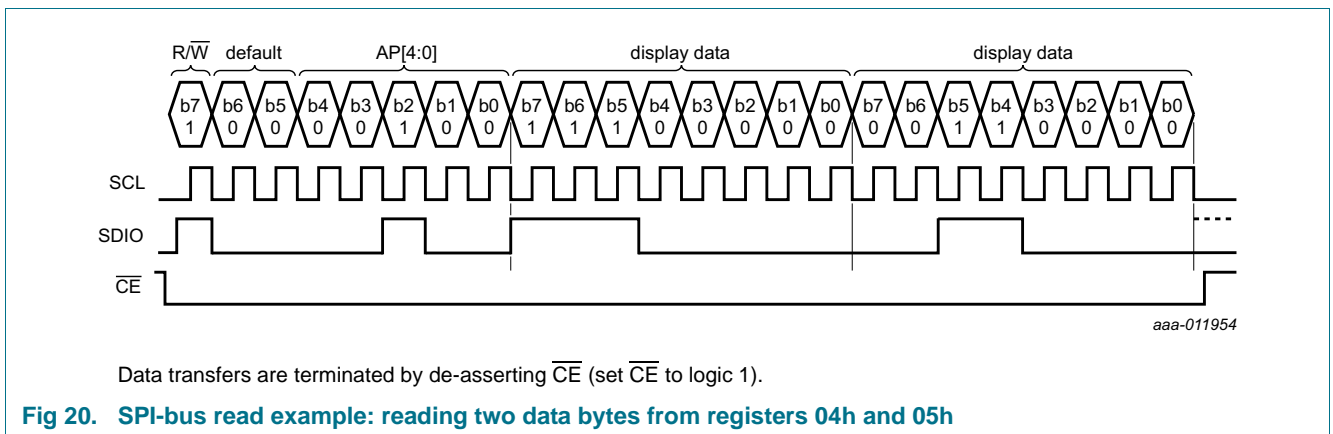 R/W default AP[4:0] display data display data
b7 b6 b5 b4 b3 b2 b1 b0 b7 b6 b5 b4 b3 b2 b1 b0 b7 b6 b5 b4 b3 b2 b1 b0
1 0 0 0 0 1 0 0 1 1 1 0 0 0 0 0 0 0 1 1 0 0 0 0
SCL
SDIO
CE
aaa-011954
Data transfers are terminated by de-asserting CE (set CE to logic 1).
Fig 20. SPI-bus read example: reading two data bytes from registers 04h and 05h